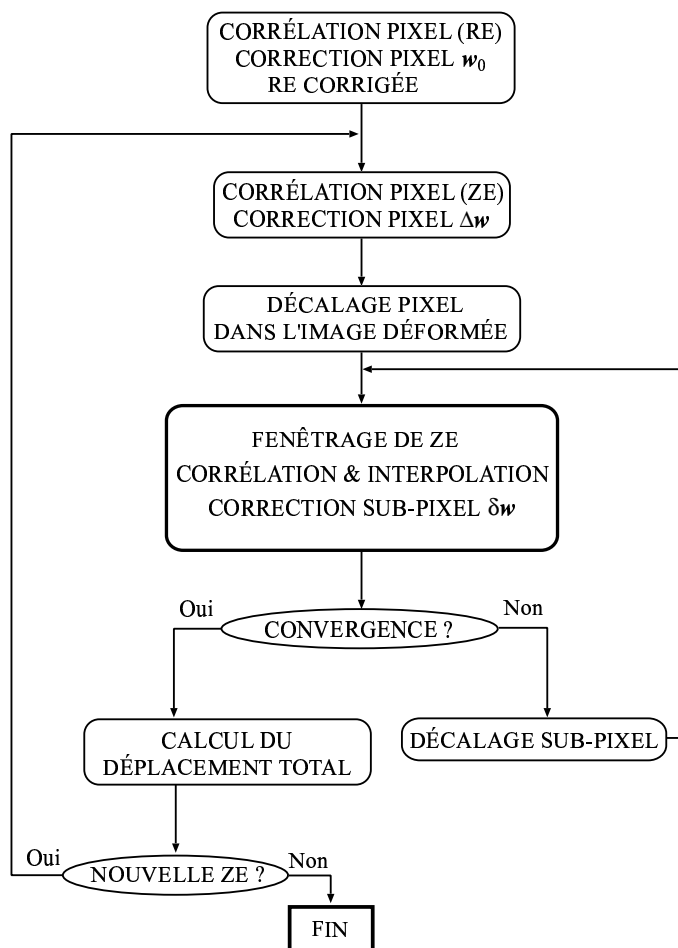 CORRÉLATION PIXEL (RE)
CORRECTION PIXEL w₀
RE CORRIGÉE
CORRÉLATION PIXEL (ZE)
CORRECTION PIXEL Δw
DÉCALAGE PIXEL
DANS L'IMAGE DÉFORMÉE
FENÊTRAGE DE ZE
CORRÉLATION & INTERPOLATION
CORRECTION SUB-PIXEL δw
Oui
Non
CONVERGENCE ?
CALCUL DU
DÉPLACEMENT TOTAL
DÉCALAGE SUB-PIXEL
Oui
Non
NOUVELLE ZE ?
FIN